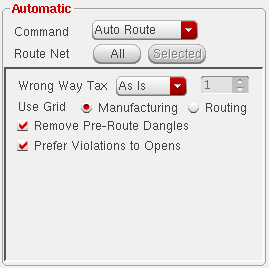 Automatic
Command Auto Route
Route Net All Selected
Wrong Way Tax As Is 1
Use Grid Manufacturing Routing
Remove Pre-Route Dangles
Prefer Violations to Opens